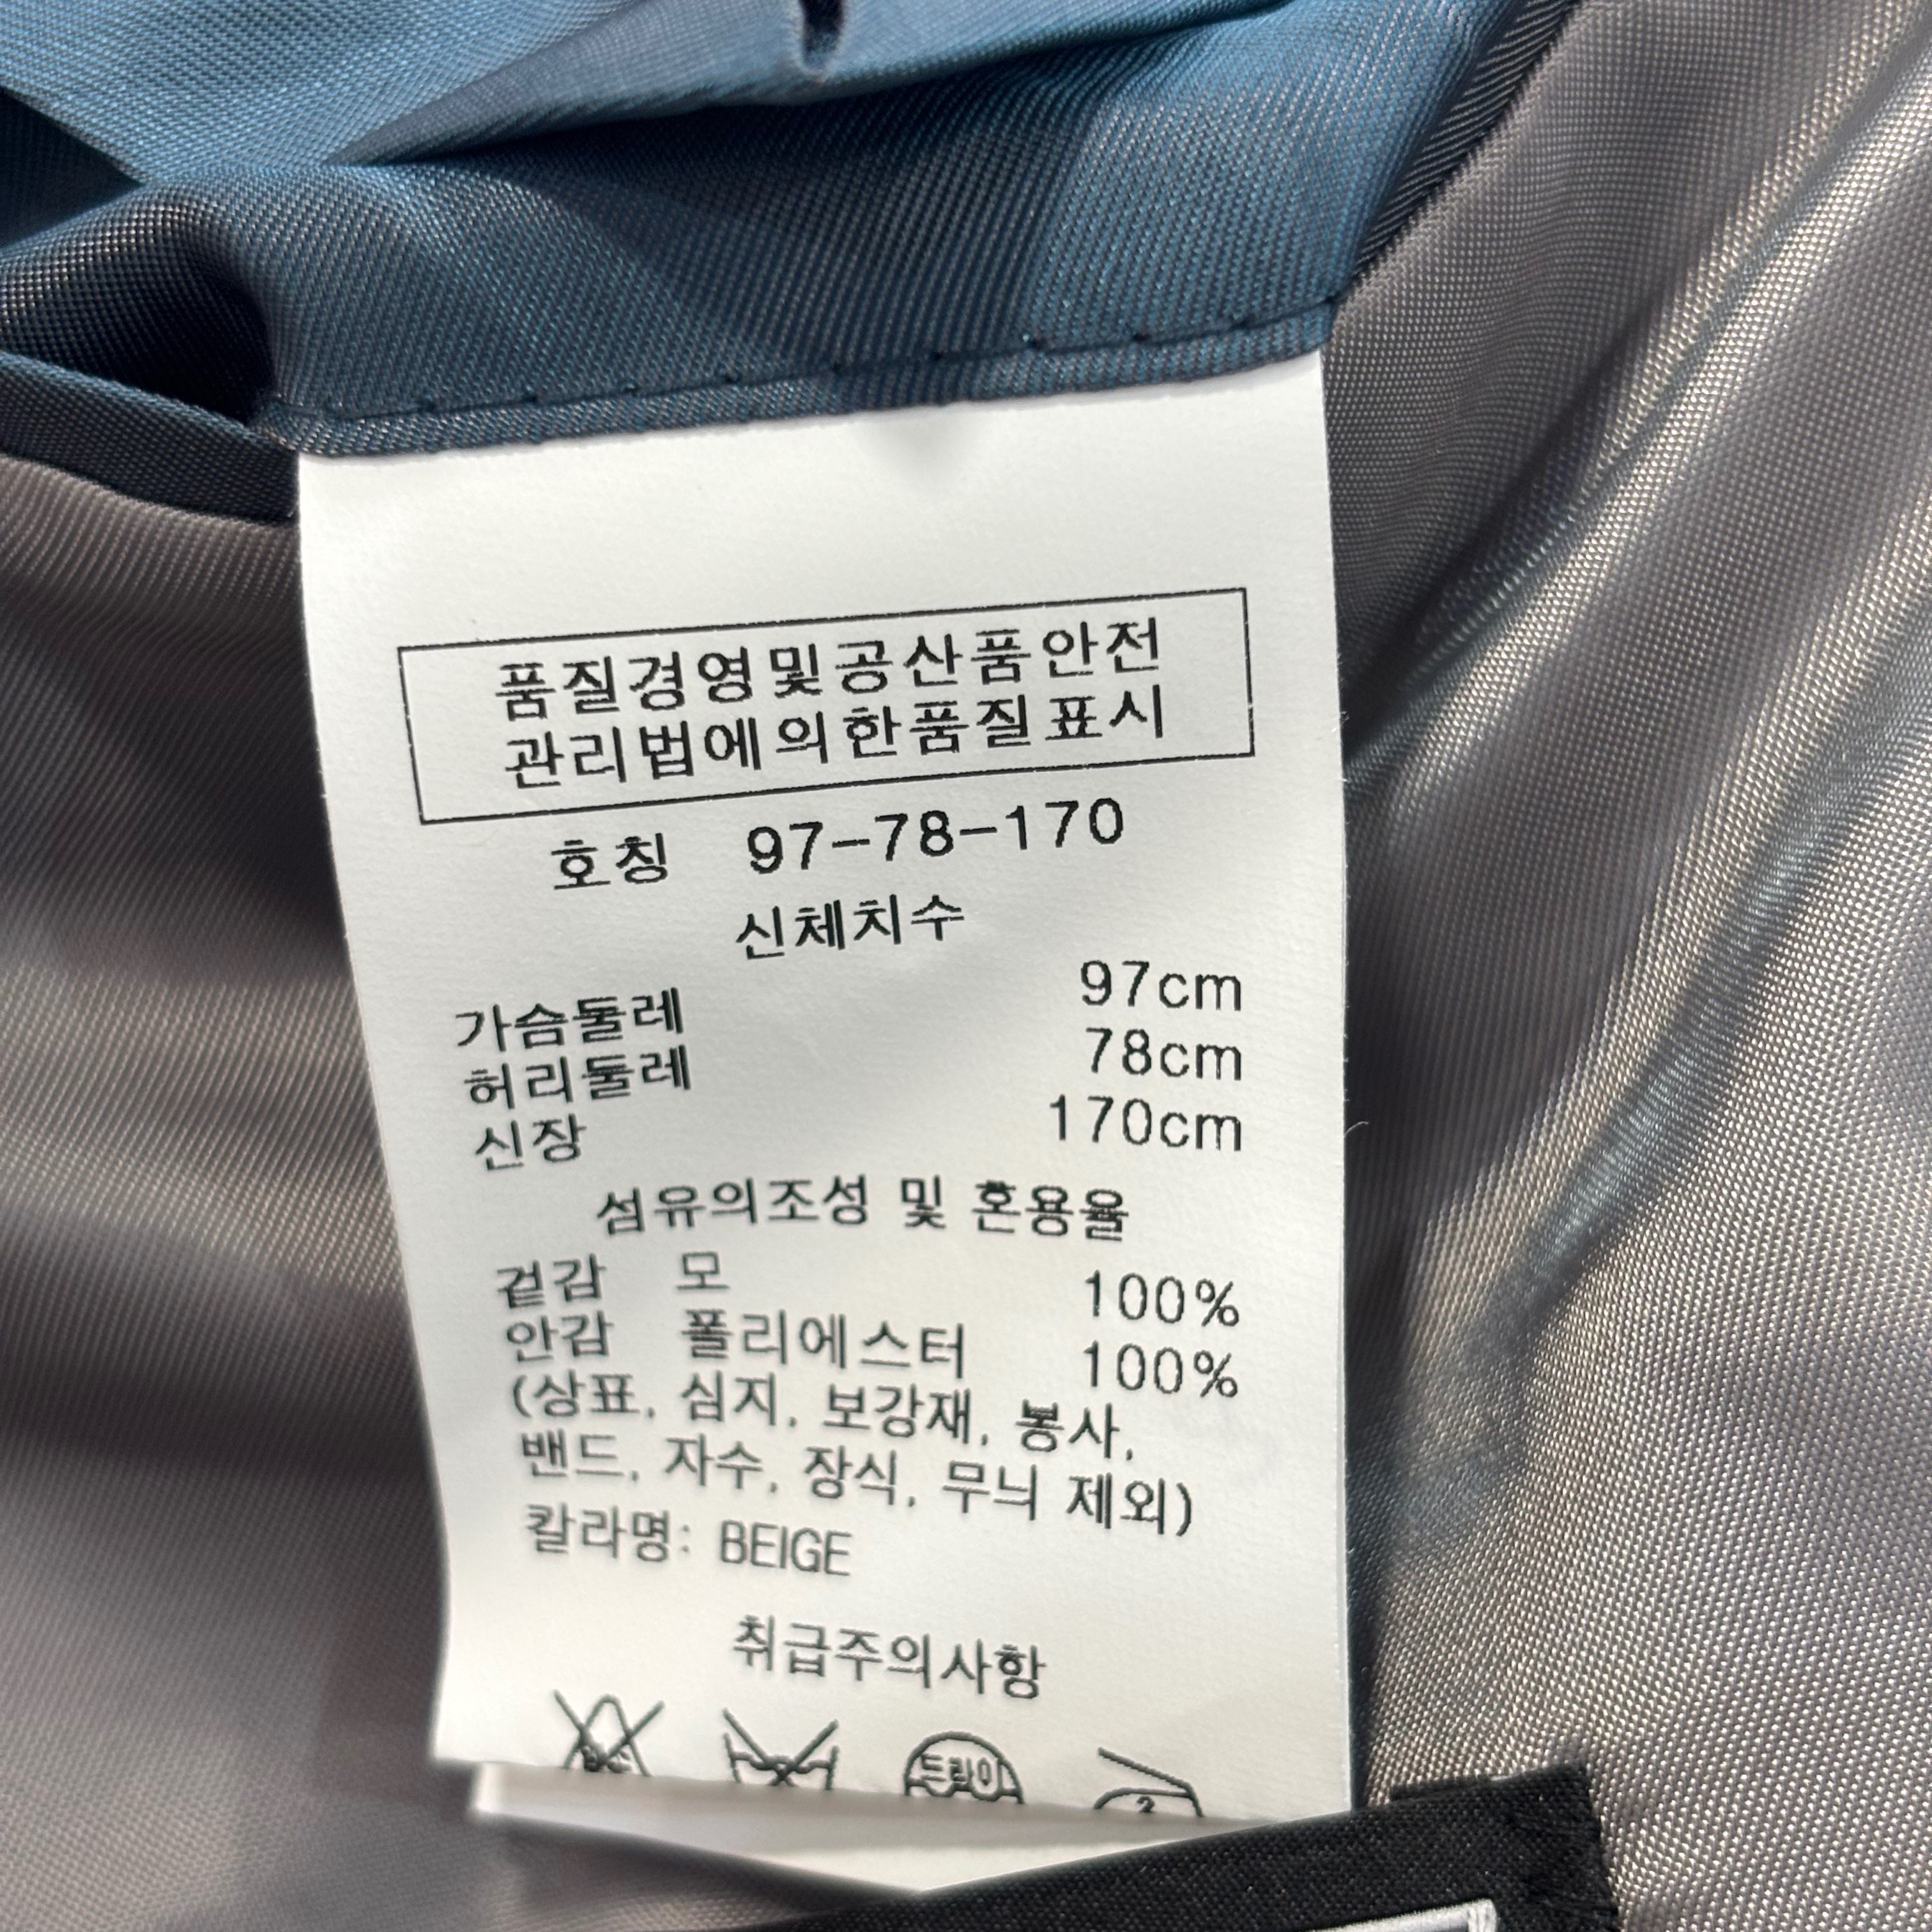 품질경영및공산품안전
관리법에의한품질표시
호칭 97-78-170
신체치수
가슴둘레 97cm
허리둘레 78cm
신장 170cm
섬유의조성 및 혼용율
겉감 모 100%
안감 폴리에스터 100%
(상표, 심지, 보강재, 봉사,
밴드, 자수, 장식, 무늬 제외)
칼라명: BEIGE
취급주의사항
드라이 2